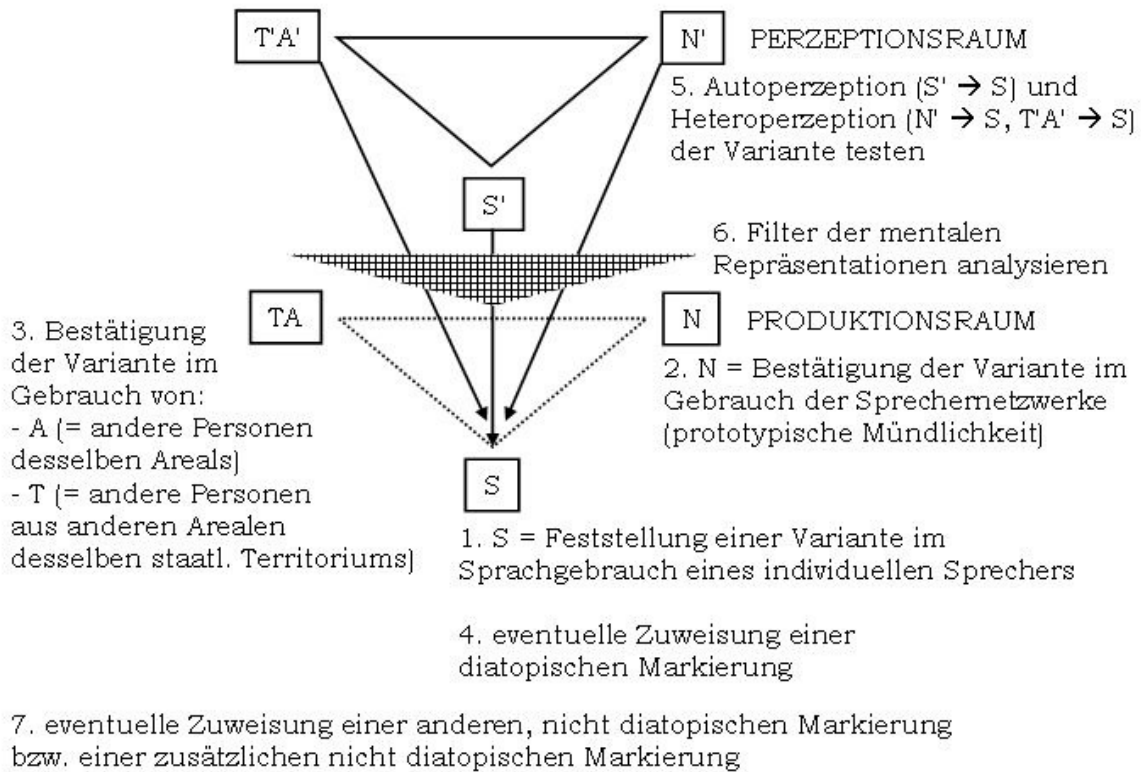 T'A'
N'
PERZEPTIONSRAUM
5. Autoperzeption (S' → S) und
Heteroperzeption (N' → S, T'A' → S)
der Variante testen
S'
6. Filter der mentalen
Repräsentationen analysieren
TA
N
PRODUKTIONSRAUM
3. Bestätigung
der Variante im
Gebrauch von:
- A (= andere Personen
desselben Areals)
- T (= andere Personen
aus anderen Arealen
desselben staatl. Territoriums)
2. N = Bestätigung der Variante im
Gebrauch der Sprechernetzwerke
(prototypische Mündlichkeit)
S
1. S = Feststellung einer Variante im
Sprachgebrauch eines individuellen Sprechers
4. eventuelle Zuweisung einer
diatopischen Markierung
7. eventuelle Zuweisung einer anderen, nicht diatopischen Markierung
bzw. einer zusätzlichen nicht diatopischen Markierung